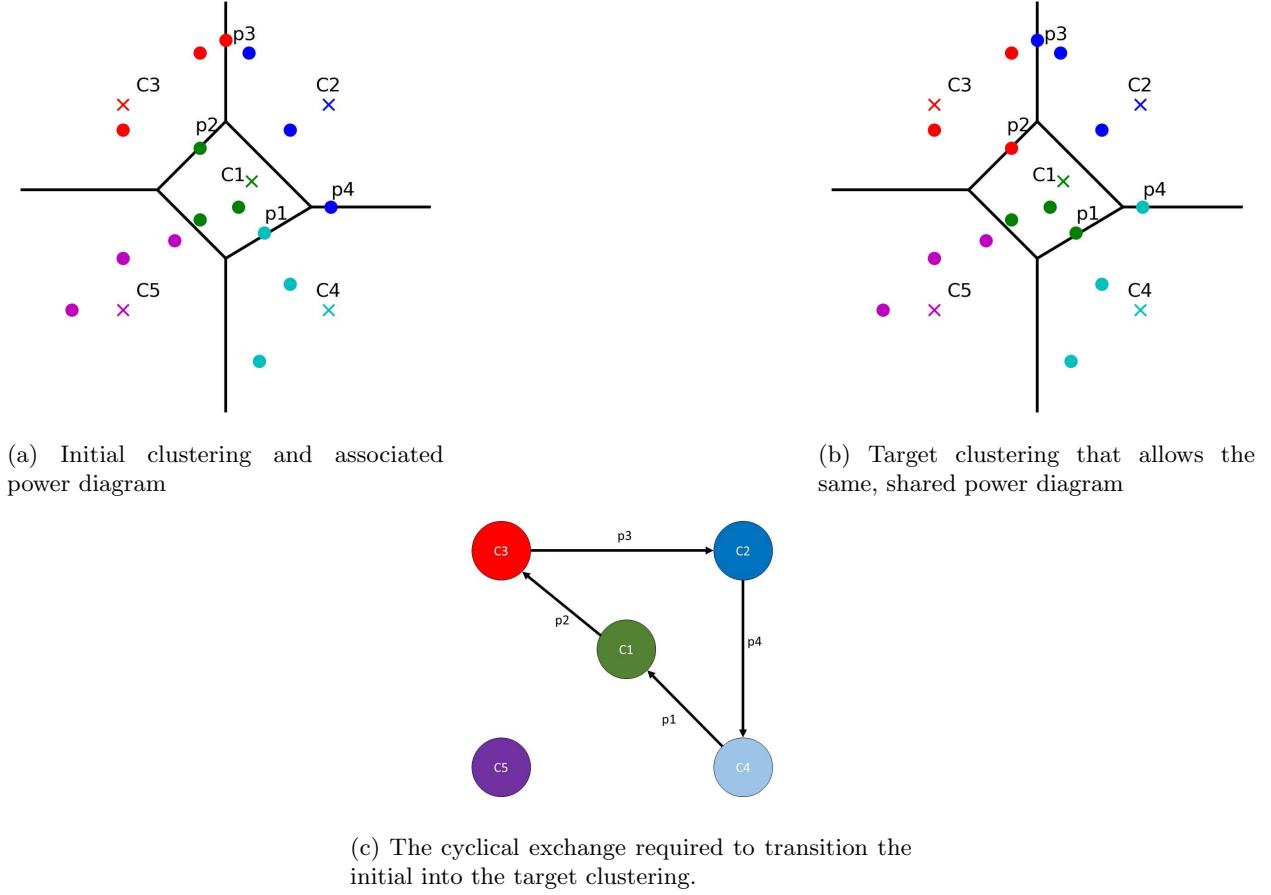 p3
C3
C2
p2
C1
p4
p1
C5
C4
p3
C3
C2
p2
C1
p4
p1
C5
C4
(a) Initial clustering and associated
power diagram
(b) Target clustering that allows the
same, shared power diagram
C3
p3
C2
p2
C1
p4
p1
C5
C4
(c) The cyclical exchange required to transition the
initial into the target clustering.